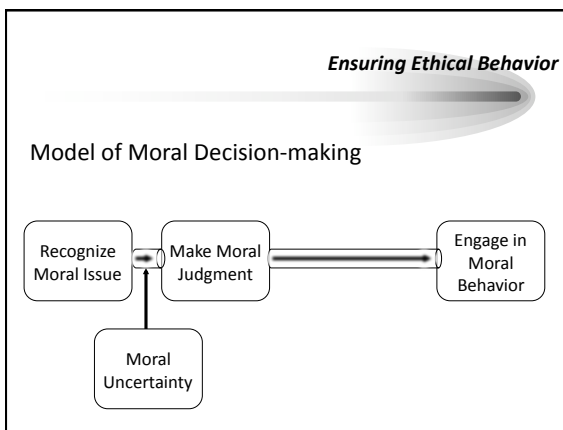 Ensuring Ethical Behavior
Model of Moral Decision-making
Recognize
Moral Issue
Make Moral
Judgment
Engage in
Moral
Behavior
Moral
Uncertainty